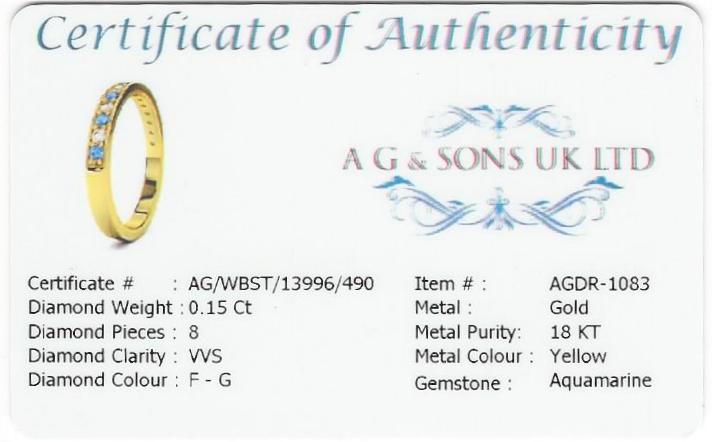 Certificate of Authenticity
A G & SONS UK LTD
Certificate # : AG/WBST/13996/490
Diamond Weight : 0.15 Ct
Diamond Pieces : 8
Diamond Clarity : VVS
Diamond Colour : F - G
Item # : AGDR-1083
Metal : Gold
Metal Purity: 18 KT
Metal Colour : Yellow
Gemstone : Aquamarine